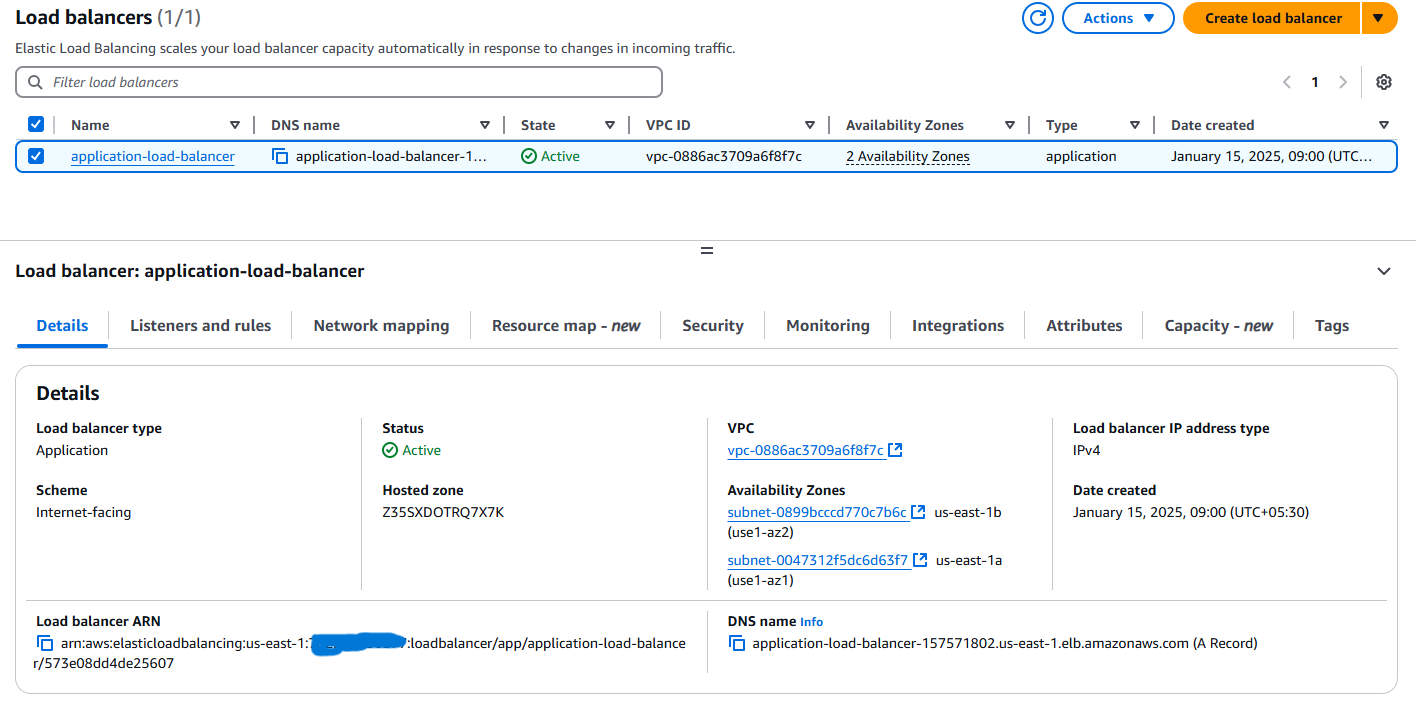 Load balancers (1/1)
Actions
Create load balancer
Elastic Load Balancing scales your load balancer capacity automatically in response to changes in incoming traffic.
Filter load balancers
1
Name DNS name State VPC ID Availability Zones Type Date created
application-load-balancer application-load-balancer-1... Active vpc-0886ac3709a6f8f7c 2 Availability Zones application January 15, 2025, 09:00 (UTC...
Load balancer: application-load-balancer
Details Listeners and rules Network mapping Resource map - new Security Monitoring Integrations Attributes Capacity - new Tags
Details
Load balancer type
Application
Scheme
Internet-facing
Status
Active
Hosted zone
Z35SXDOTRQ7X7K
VPC
vpc-0886ac3709a6f8f7c
Availability Zones
subnet-0899bcccd770c7b6c us-east-1b
(use1-az2)
subnet-0047312f5dc6d63f7 us-east-1a
(use1-az1)
Load balancer IP address type
IPv4
Date created
January 15, 2025, 09:00 (UTC+05:30)
Load balancer ARN
arn:aws:elasticloadbalancing:us-east-1: :loadbalancer/app/application-load-balance
r/573e08dd4de25607
DNS name Info
application-load-balancer-157571802.us-east-1.elb.amazonaws.com (A Record)